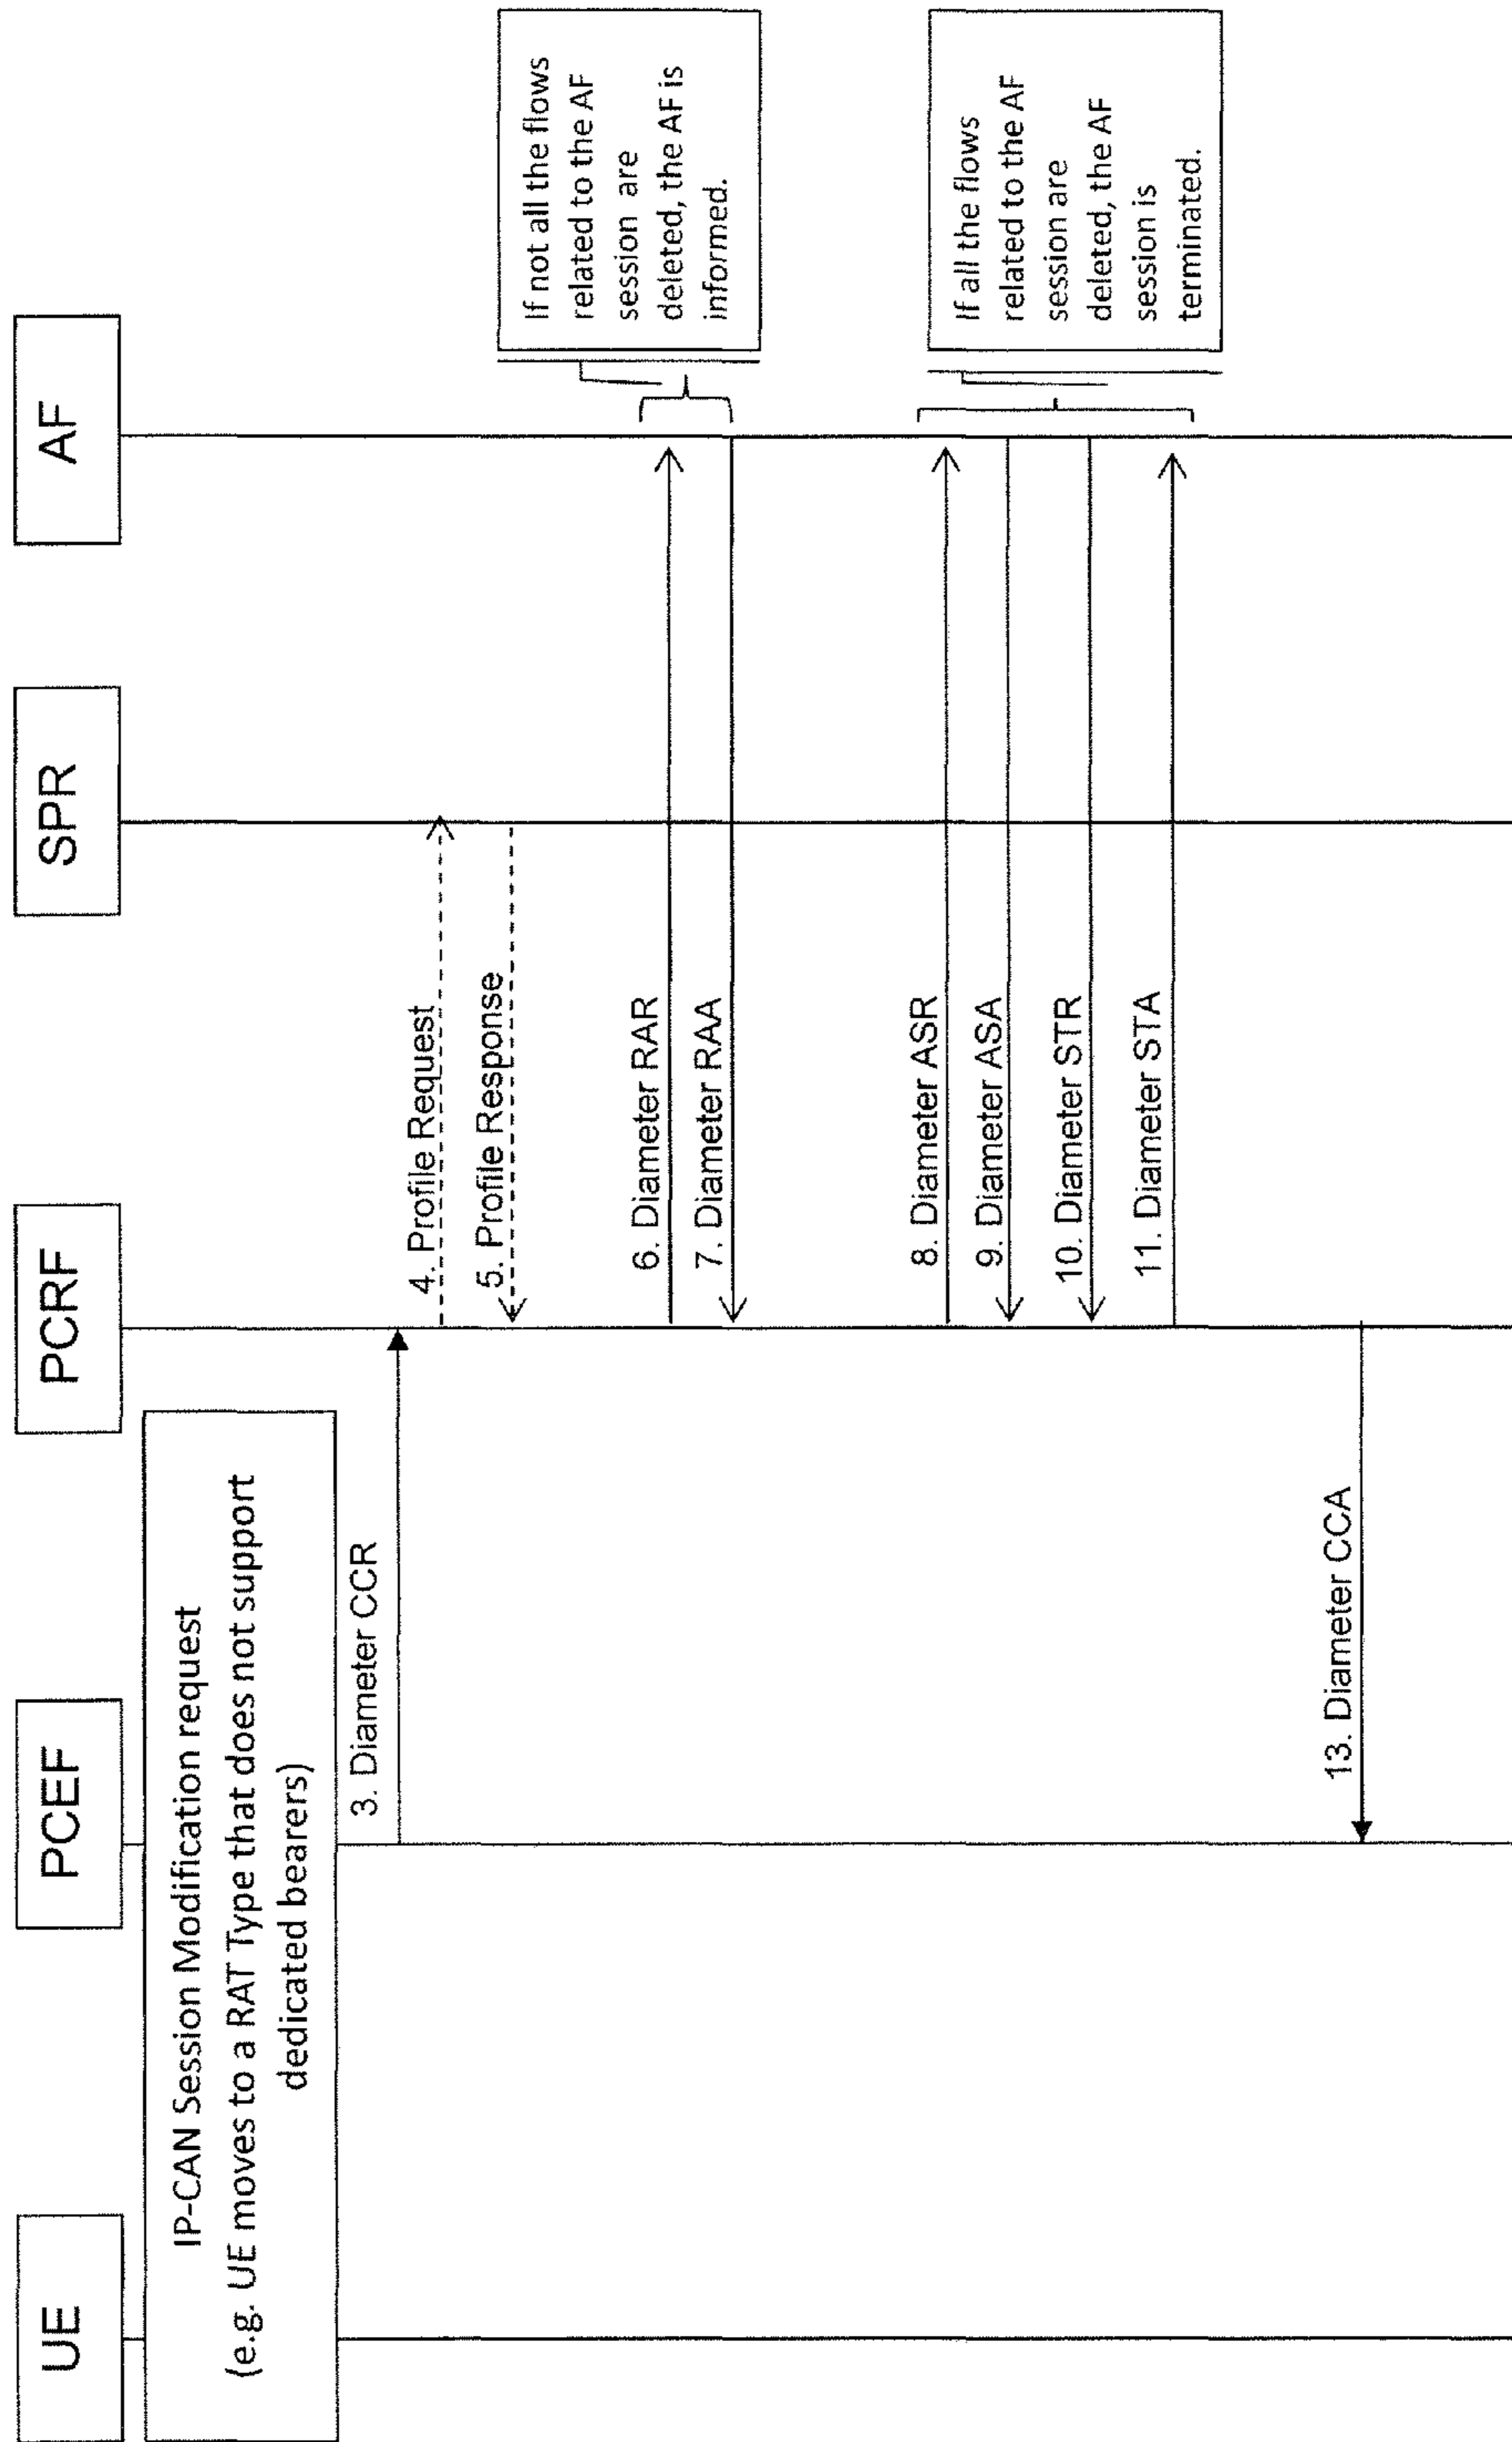 UE
PCEF
PCRF
SPR
AF
IP-CAN Session Modification request
(e.g. UE moves to a RAT Type that does not support
dedicated bearers)
3. Diameter CCR
4. Profile Request
5. Profile Response
6. Diameter RAR
7. Diameter RAA
If not all the flows
related to the AF
session are
deleted, the AF is
informed.
8. Diameter ASR
9. Diameter ASA
10. Diameter STR
11. Diameter STA
If all the flows
related to the AF
session are
deleted, the AF
session is
terminated.
13. Diameter CCA